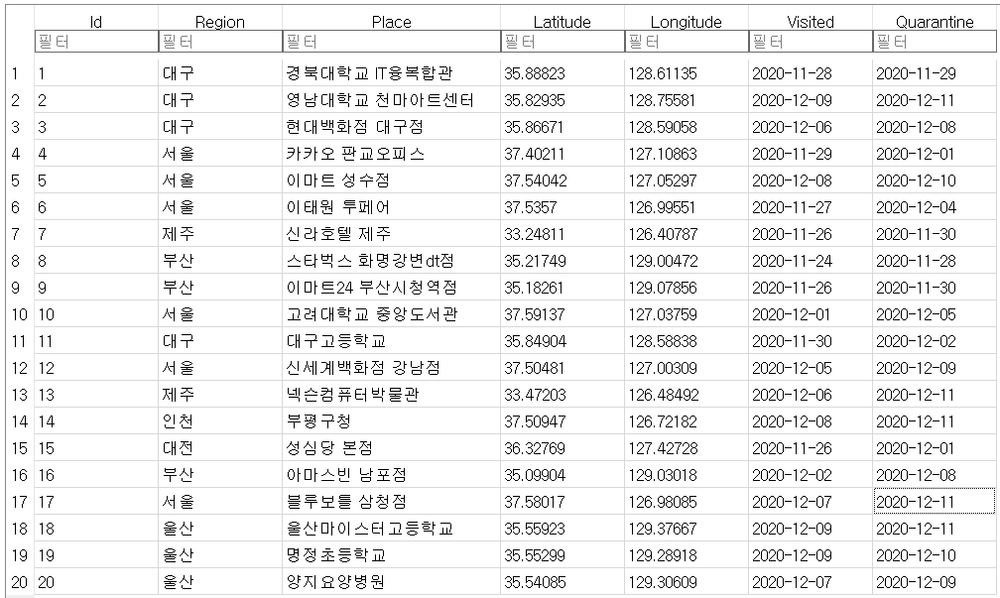 Id Region Place Latitude Longitude Visited Quarantine
필터 필터 필터 필터 필터 필터 필터
1 1 대구 경북대학교 IT융복합관 35.88823 128.61135 2020-11-28 2020-11-29
2 2 대구 영남대학교 천마아트센터 35.82935 128.75581 2020-12-09 2020-12-11
3 3 대구 현대백화점 대구점 35.86671 128.59058 2020-12-06 2020-12-08
4 4 서울 카카오 판교오피스 37.40211 127.10863 2020-11-29 2020-12-01
5 5 서울 이마트 성수점 37.54042 127.05297 2020-12-08 2020-12-10
6 6 서울 이태원 투페어 37.5357 126.99551 2020-11-27 2020-12-04
7 7 제주 신라호텔 제주 33.24811 126.40787 2020-11-26 2020-11-30
8 8 부산 스타벅스 화명강변dt점 35.21749 129.00472 2020-11-24 2020-11-28
9 9 부산 이마트24 부산시청역점 35.18261 129.07856 2020-11-26 2020-11-30
10 10 서울 고려대학교 중앙도서관 37.59137 127.03759 2020-12-01 2020-12-05
11 11 대구 대구고등학교 35.84904 128.58838 2020-11-30 2020-12-02
12 12 서울 신세계백화점 강남점 37.50481 127.00309 2020-12-05 2020-12-09
13 13 제주 넥슨컴퓨터박물관 33.47203 126.48492 2020-12-06 2020-12-11
14 14 인천 부평구청 37.50947 126.72182 2020-12-08 2020-12-11
15 15 대전 성심당 본점 36.32769 127.42728 2020-11-26 2020-12-01
16 16 부산 아마스빈 남포점 35.09904 129.03018 2020-12-02 2020-12-08
17 17 서울 블루보틀 삼청점 37.58017 126.98085 2020-12-07 2020-12-11
18 18 울산 울산마이스터고등학교 35.55923 129.37667 2020-12-09 2020-12-11
19 19 울산 명정초등학교 35.55299 129.28918 2020-12-09 2020-12-10
20 20 울산 양지요양병원 35.54085 129.30609 2020-12-07 2020-12-09